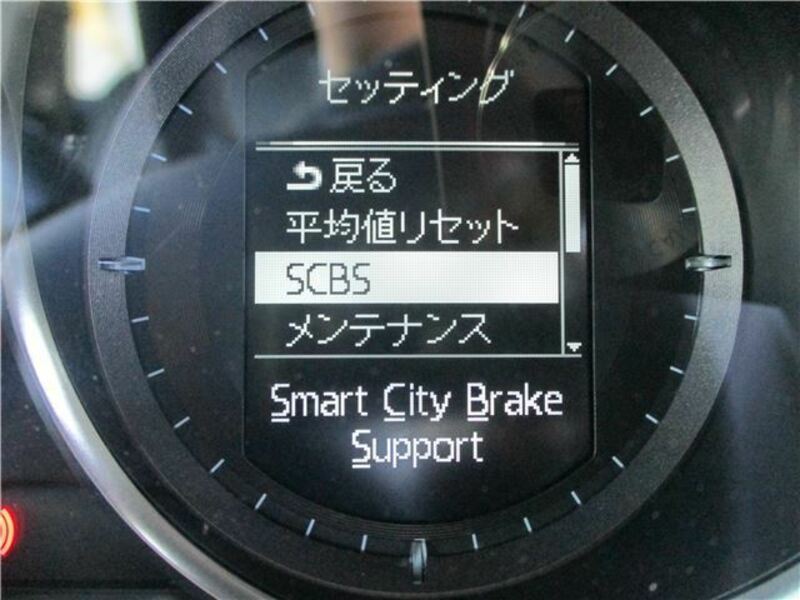 セッティング
戻る
平均値リセット
SCBS
メンテナンス
Smart City Brake
Support